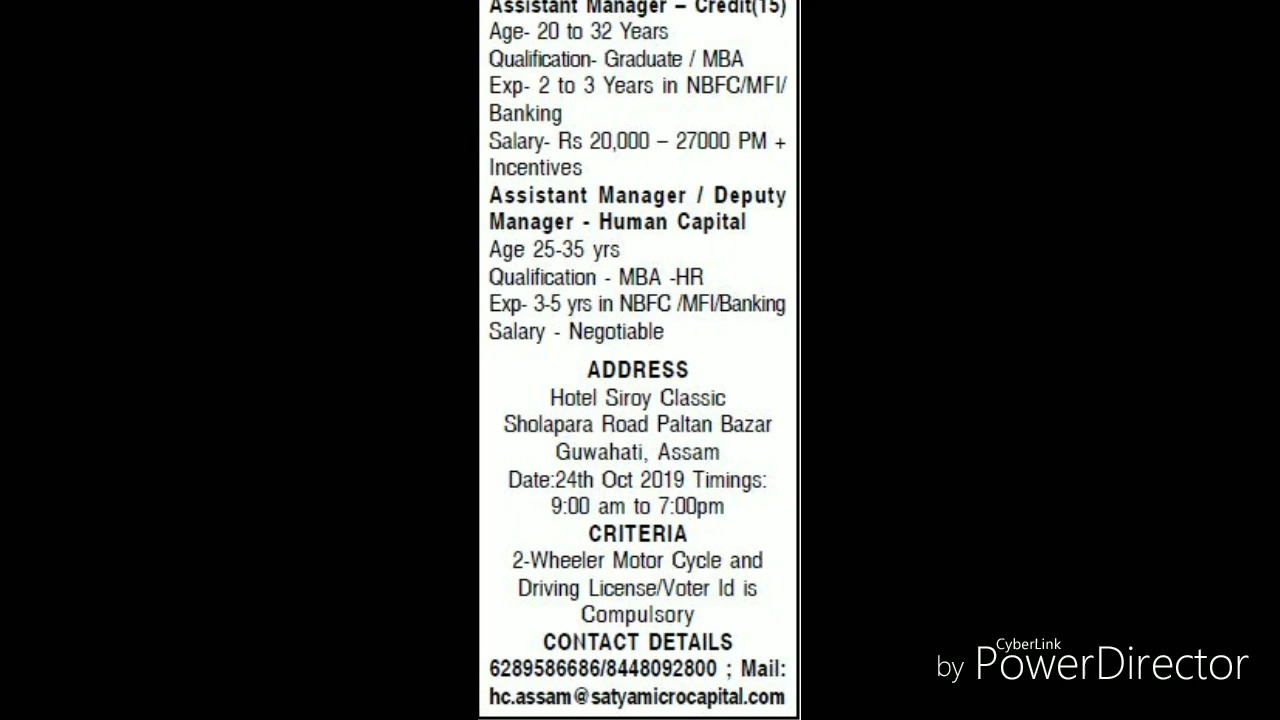 Assistant Manager – Credit(15)
Age- 20 to 32 Years
Qualification- Graduate / MBA
Exp- 2 to 3 Years in NBFC/MFI/
Banking
Salary- Rs 20,000 – 27000 PM +
Incentives
Assistant Manager / Deputy
Manager - Human Capital
Age 25-35 yrs
Qualification - MBA -HR
Exp- 3-5 yrs in NBFC /MFI/Banking
Salary - Negotiable
ADDRESS
Hotel Siroy Classic
Sholapara Road Paltan Bazar
Guwahati, Assam
Date:24th Oct 2019 Timings:
9:00 am to 7:00pm
CRITERIA
2-Wheeler Motor Cycle and
Driving License/Voter Id is
Compulsory
CONTACT DETAILS
6289586686/8448092800 ; Mail:
hc.assam@satyamicrocapital.com
by CyberLink PowerDirector